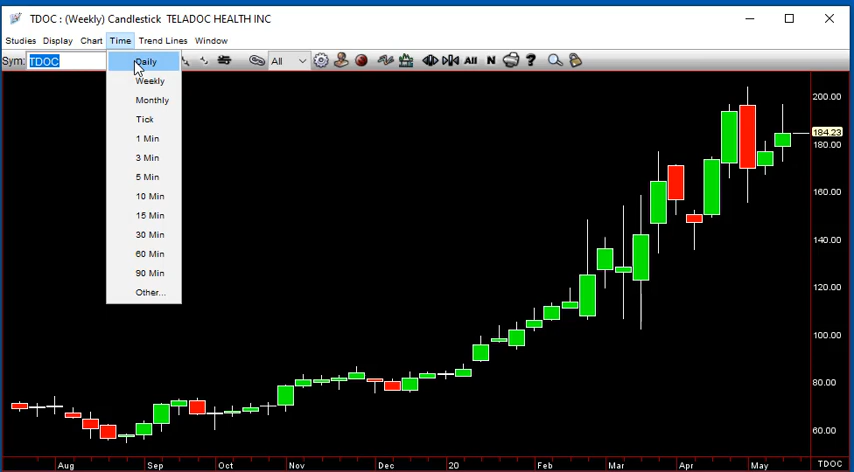 TDOC : (Weekly) Candlestick  TELADOC HEALTH INC
Studies Display Chart Time Trend Lines Window
Sym: TDOC All All N ?
Daily
Weekly
Monthly
Tick
1 Min
3 Min
5 Min
10 Min
15 Min
30 Min
60 Min
90 Min
Other...
200.00
184.23
180.00
160.00
140.00
120.00
100.00
80.00
60.00
Aug Sep Oct Nov Dec 20 Feb Mar Apr May TDOC